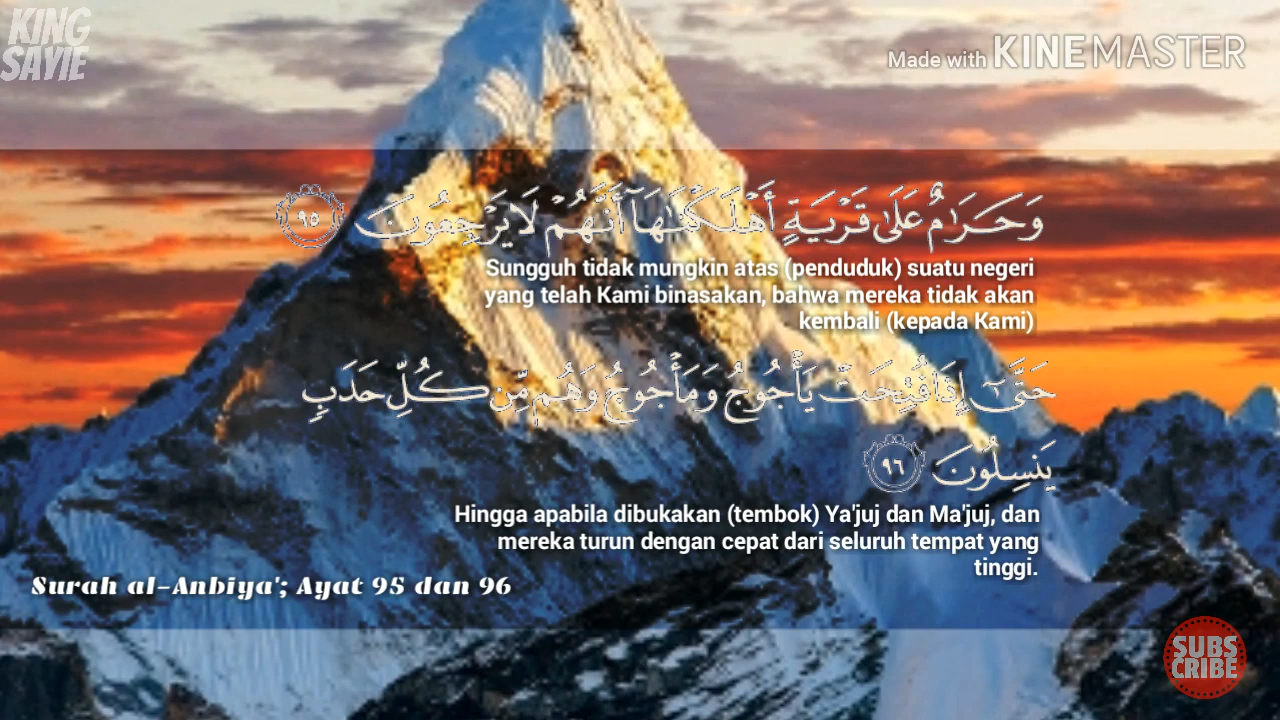 KING
SAVIE
Made with KINEMASTER
وَحَرَامٌ عَلَىٰ قَرْيَةٍ أَهْلَكْنَٰهَآ أَنَّهُمْ لَا يَرْجِعُونَ ٩٥
Sungguh tidak mungkin atas (penduduk) suatu negeri
yang telah Kami binasakan, bahwa mereka tidak akan
kembali (kepada Kami)
حَتَّىٰٓ إِذَا فُتِحَتْ يَأْجُوجُ وَمَأْجُوجُ وَهُم مِّن كُلِّ حَدَبٍ
يَنسِلُونَ ٩٦
Hingga apabila dibukakan (tembok) Ya'juj dan Ma'juj, dan
mereka turun dengan cepat dari seluruh tempat yang
tinggi.
Surah al-Anbiya'; Ayat 95 dan 96
SUBS
CRIBE